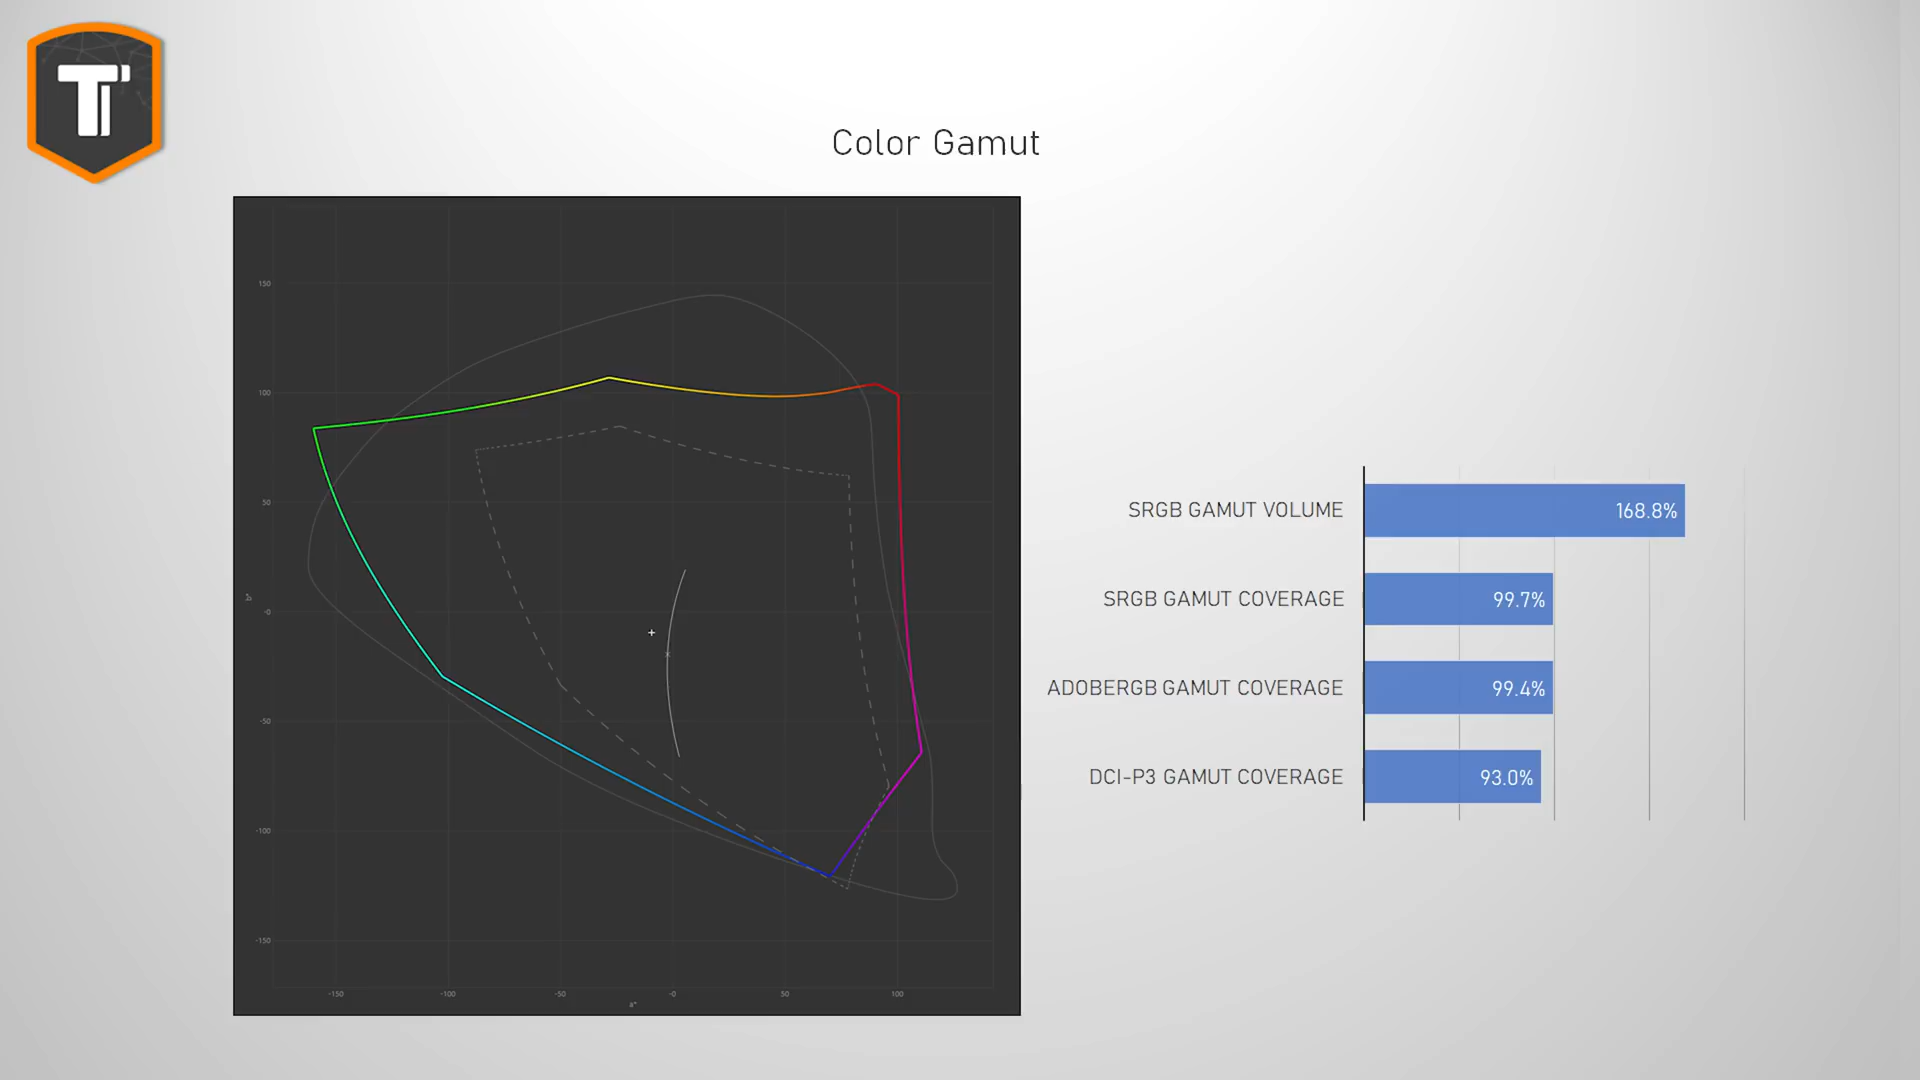 T
Color Gamut
150
100
50
-0
-50
-100
-150
b*
-150
-100
-50
-0
50
100
a*
SRGB GAMUT VOLUME
168.8%
SRGB GAMUT COVERAGE
99.7%
ADOBERGB GAMUT COVERAGE
99.4%
DCI-P3 GAMUT COVERAGE
93.0%